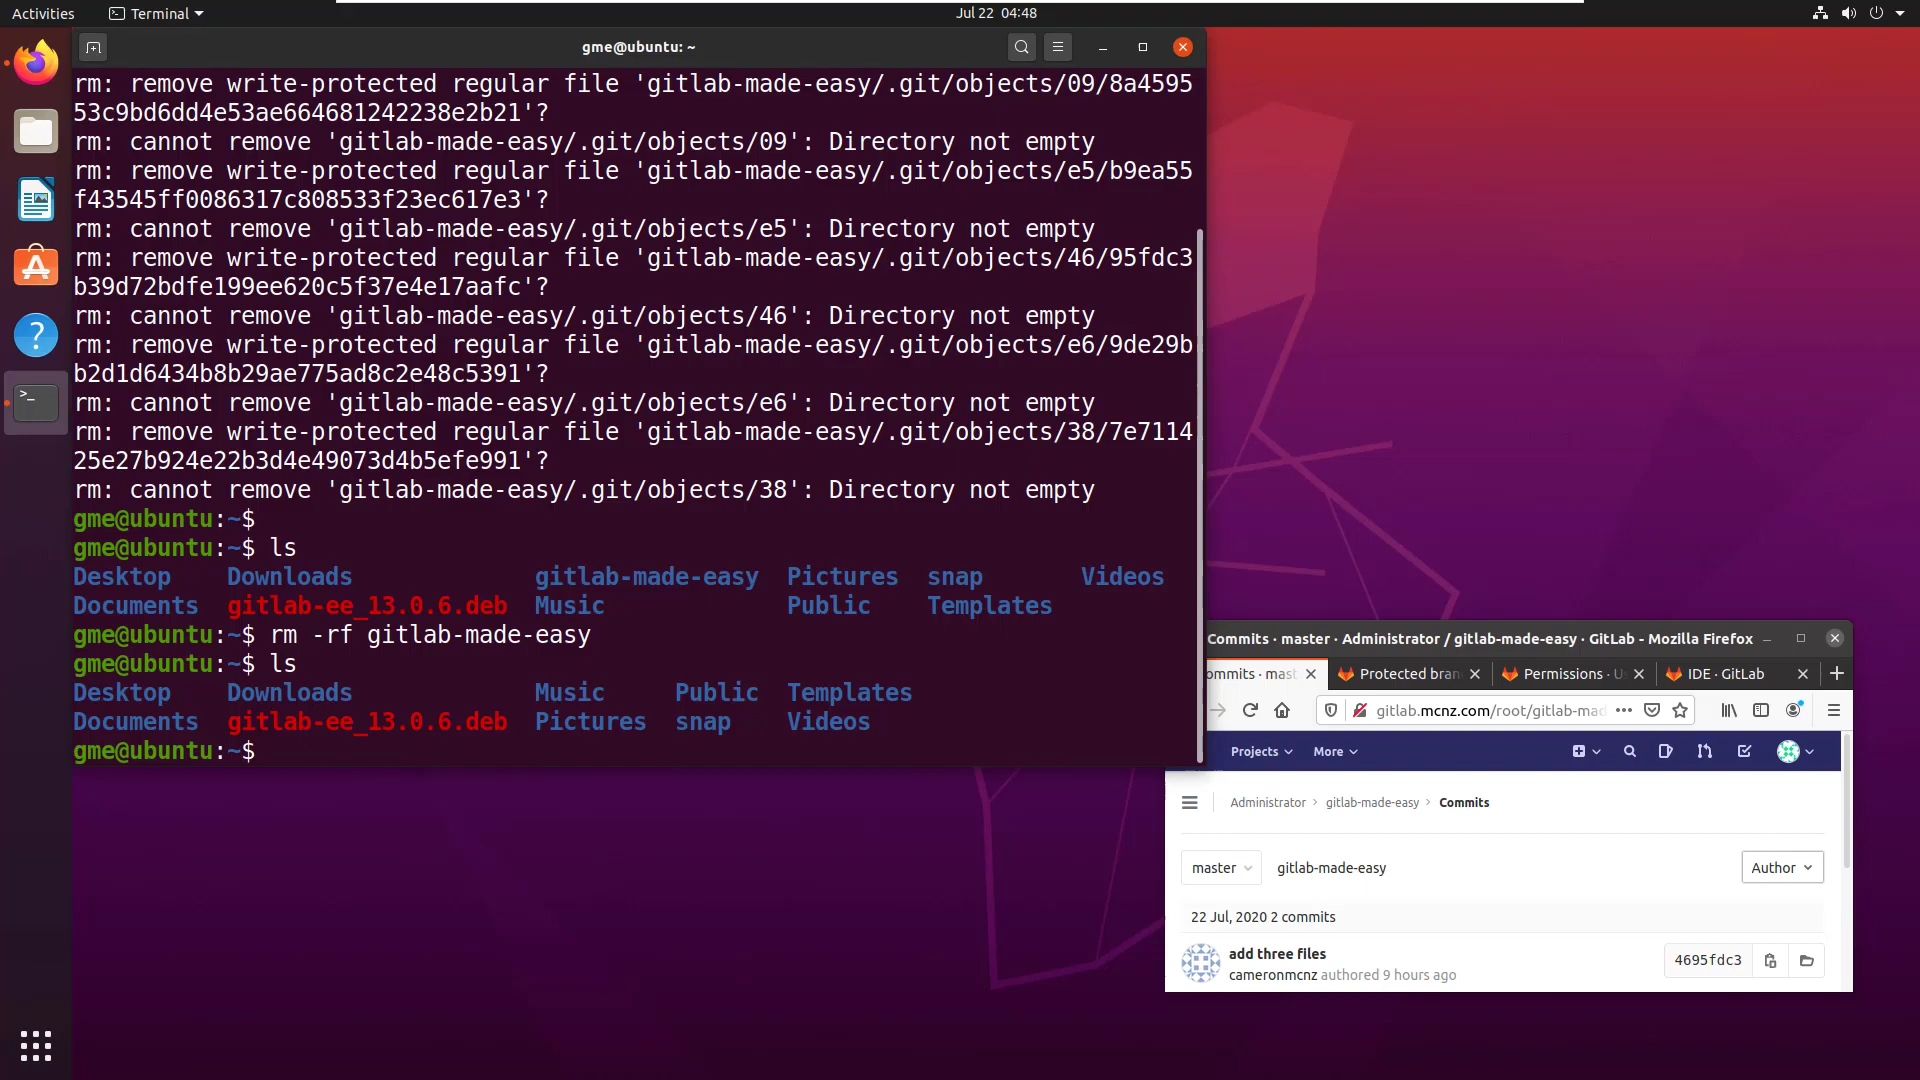 Activities
Terminal
Jul 22 04:48
gme@ubuntu: ~
rm: remove write-protected regular file 'gitlab-made-easy/.git/objects/09/8a4595
53c9bd6dd4e53ae664681242238e2b21'?
rm: cannot remove 'gitlab-made-easy/.git/objects/09': Directory not empty
rm: remove write-protected regular file 'gitlab-made-easy/.git/objects/e5/b9ea55
f43545ff0086317c808533f23ec617e3'?
rm: cannot remove 'gitlab-made-easy/.git/objects/e5': Directory not empty
rm: remove write-protected regular file 'gitlab-made-easy/.git/objects/46/95fdc3
b39d72bdfe199ee620c5f37e4e17aafc'?
rm: cannot remove 'gitlab-made-easy/.git/objects/46': Directory not empty
rm: remove write-protected regular file 'gitlab-made-easy/.git/objects/e6/9de29b
b2d1d6434b8b29ae775ad8c2e48c5391'?
rm: cannot remove 'gitlab-made-easy/.git/objects/e6': Directory not empty
rm: remove write-protected regular file 'gitlab-made-easy/.git/objects/38/7e7114
25e27b924e22b3d4e49073d4b5efe991'?
rm: cannot remove 'gitlab-made-easy/.git/objects/38': Directory not empty
gme@ubuntu:~$
gme@ubuntu:~$ ls
Desktop Downloads gitlab-made-easy Pictures snap Videos
Documents gitlab-ee_13.0.6.deb Music Public Templates
gme@ubuntu:~$ rm -rf gitlab-made-easy
gme@ubuntu:~$ ls
Desktop Downloads Music Public Templates
Documents gitlab-ee_13.0.6.deb Pictures snap Videos
gme@ubuntu:~$
Commits · master · Administrator / gitlab-made-easy · GitLab - Mozilla Firefox
ommits · mast
Protected bran
Permissions · U
IDE · GitLab
gitlab.mcnz.com/root/gitlab-mad
Projects
More
Administrator › gitlab-made-easy › Commits
master
gitlab-made-easy
Author
22 Jul, 2020 2 commits
add three files
cameronmcnz authored 9 hours ago
4695fdc3